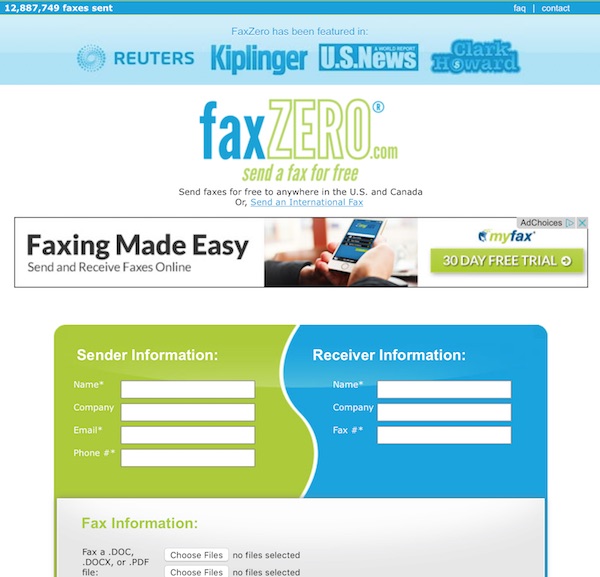 12,887,749 faxes sent
faq | contact
FaxZero has been featured in:
REUTERS
Kiplinger
A WORLD REPORT
U.S.News
Clark
Howard
faxZERO®.com
send a fax for free
Send faxes for free to anywhere in the U.S. and Canada
Or, Send an International Fax
AdChoices
Faxing Made Easy
Send and Receive Faxes Online
myfax®
30 DAY FREE TRIAL
Sender Information:
Name*
Company
Email*
Phone #*
Receiver Information:
Name*
Company
Fax #*
Fax Information:
Fax a .DOC,
.DOCX, or .PDF
file:
Choose Files no files selected
Choose Files no files selected